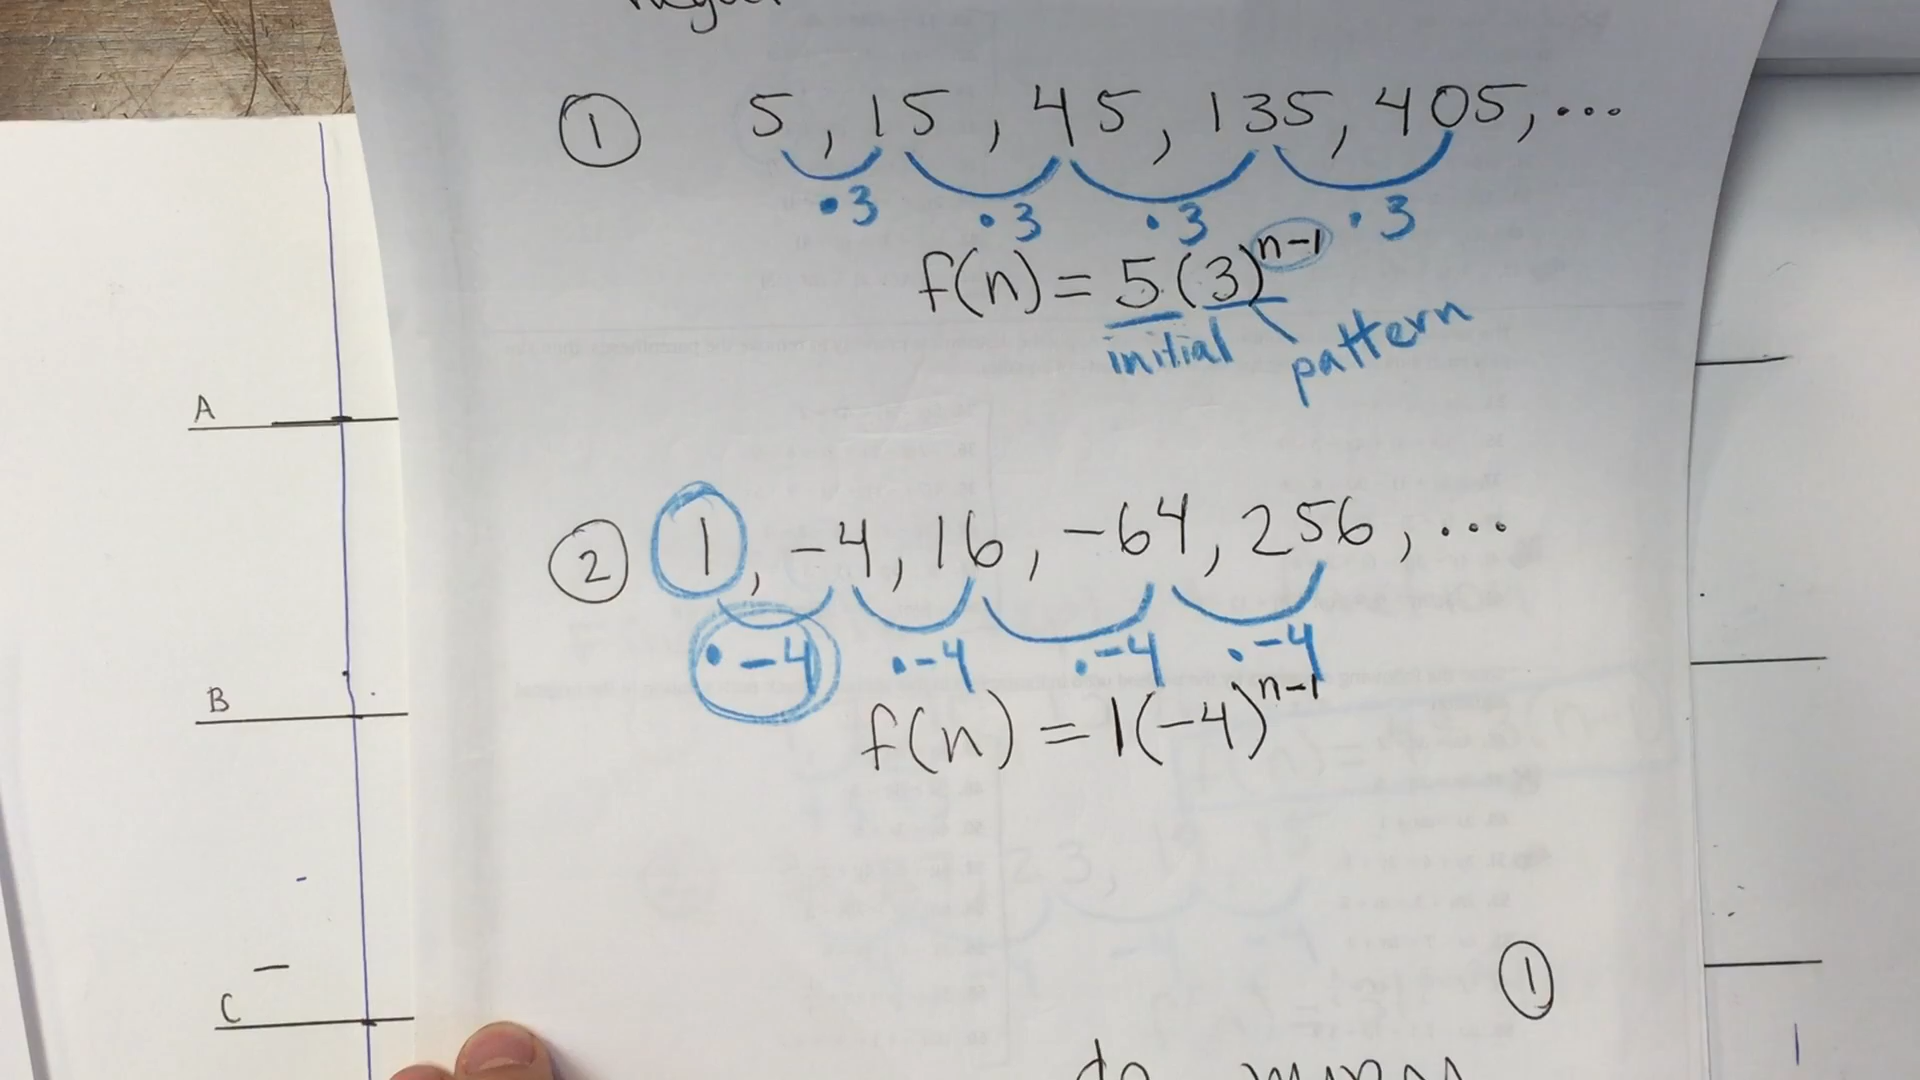 ① 5, 15, 45, 135, 405, ...
•3 •3 •3 •3
f(n) = 5(3)^{n-1}
initial pattern
A
② 1, -4, 16, -64, 256, ...
•-4 •-4 •-4 •-4
B
f(n) = 1(-4)^{n-1}
①
C